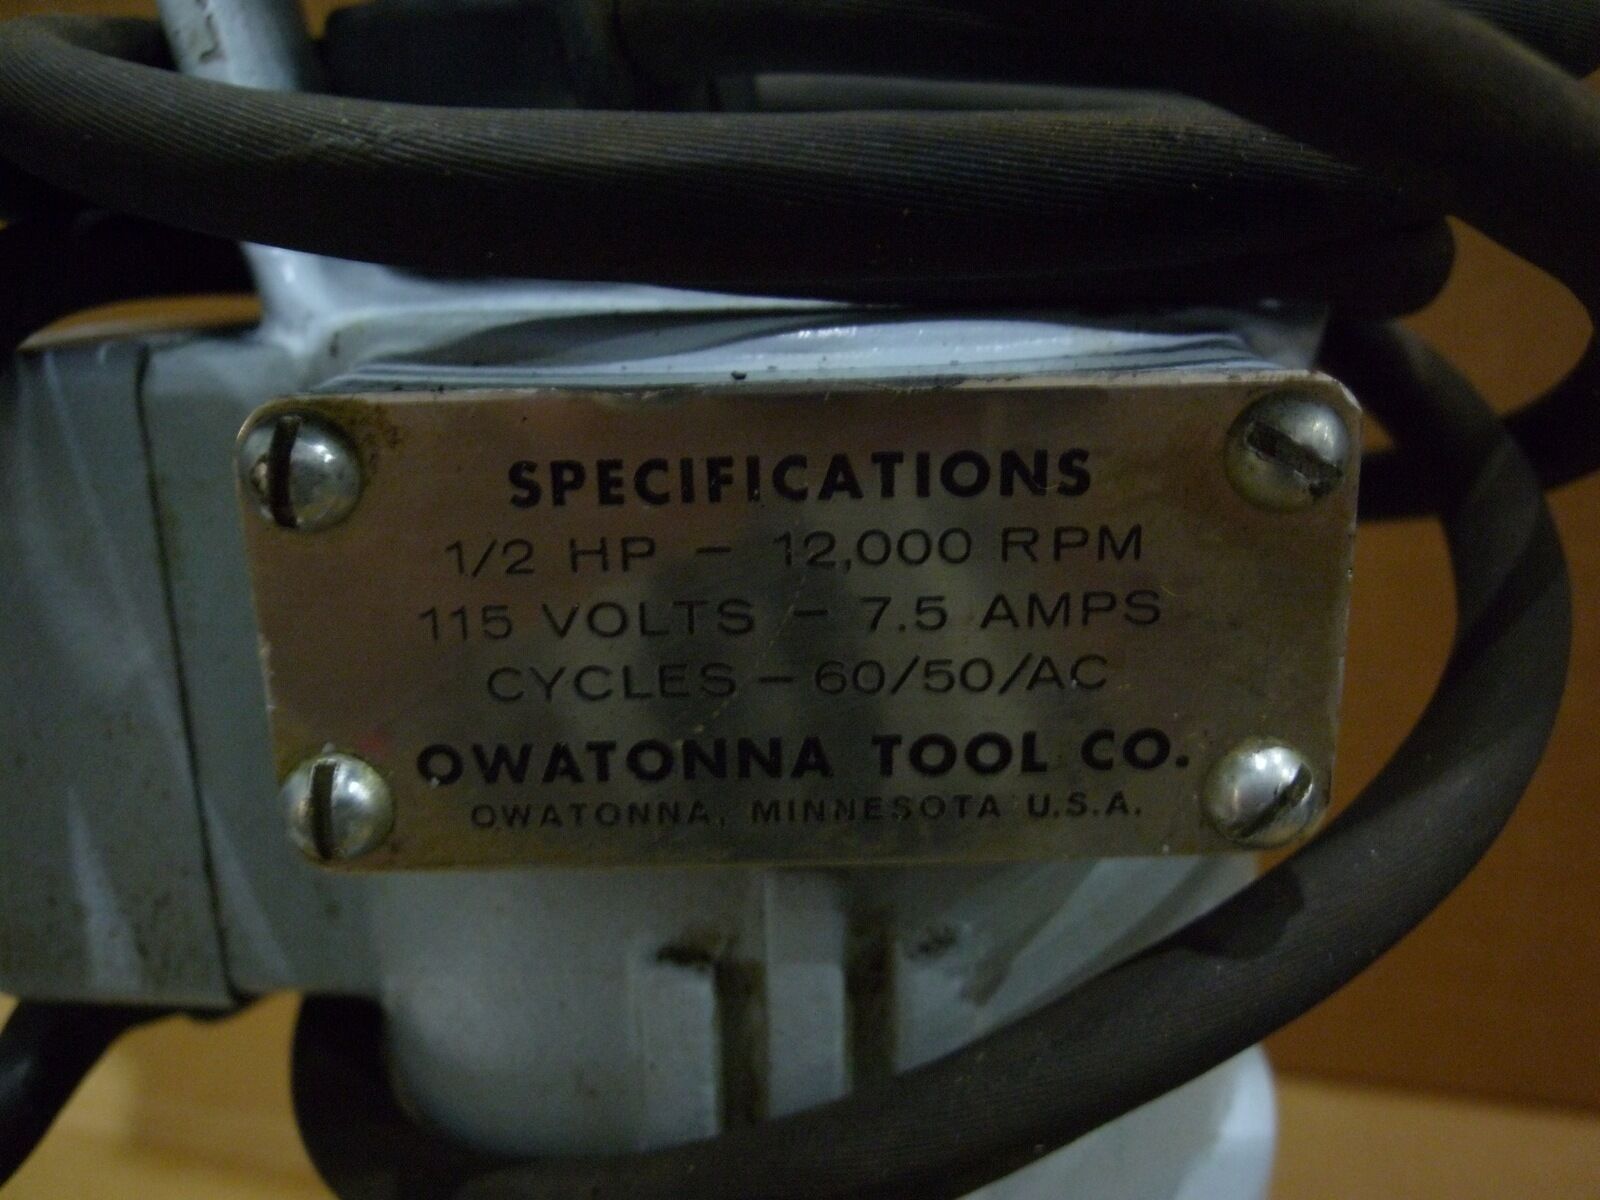 SPECIFICATIONS
1/2 HP - 12,000 RPM
115 VOLTS - 7.5 AMPS
CYCLES - 60/50/AC
OWATONNA TOOL CO.
OWATONNA, MINNESOTA U.S.A.